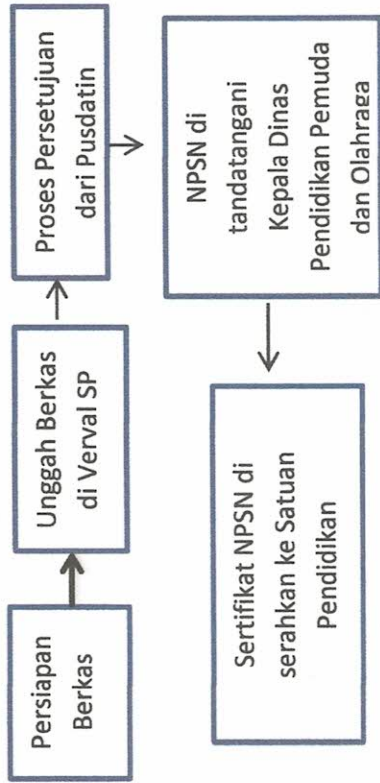 Persiapan
Berkas
Unggah Berkas
di Verval SP
Proses Persetujuan
dari Pusdatin
NPSN di
tandatangani
Kepala Dinas
Pendidikan Pemuda
dan Olahraga
Sertifikat NPSN di
serahkan ke Satuan
Pendidikan